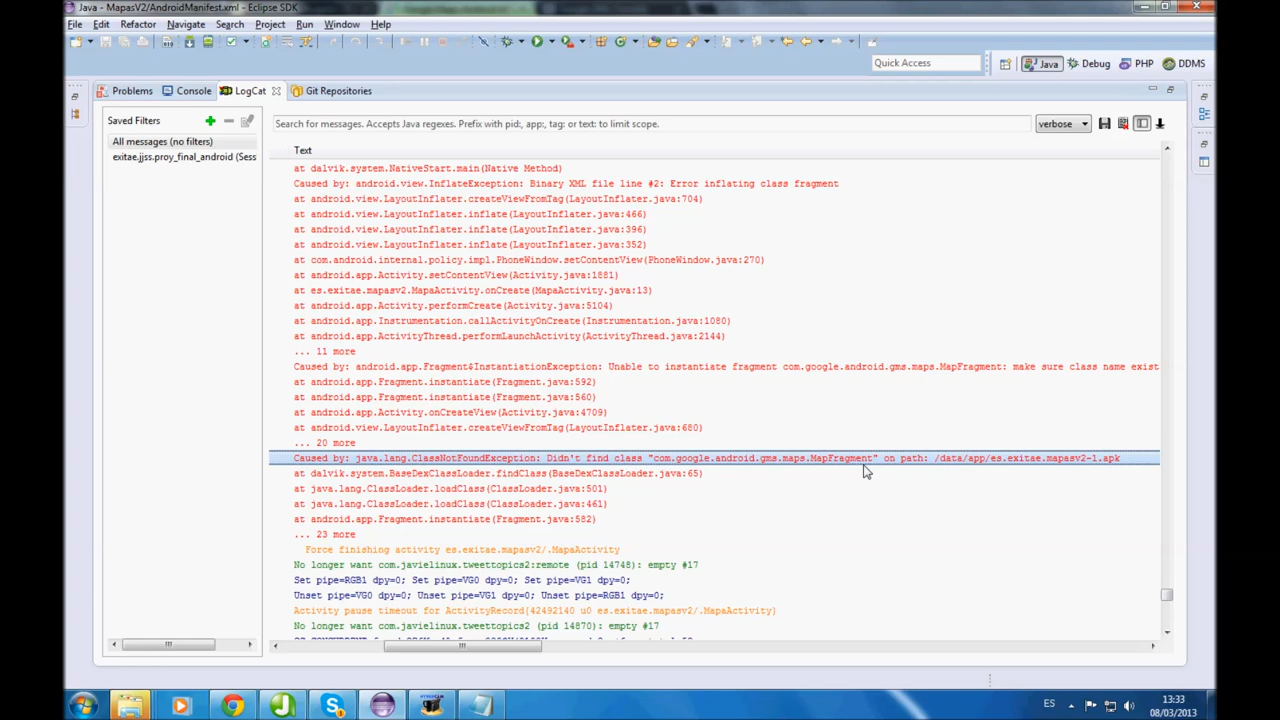 Java - MapasV2/AndroidManifest.xml - Eclipse SDK
File Edit Refactor Navigate Search Project Run Window Help
Quick Access
Java Debug PHP DDMS
Problems Console LogCat Git Repositories
Saved Filters
Search for messages. Accepts Java regexes. Prefix with pid:, app:, tag: or text: to limit scope.
verbose
All messages (no filters)
exitae.jjss.proy_final_android (Sess
Text
at dalvik.system.NativeStart.main(Native Method)
Caused by: android.view.InflateException: Binary XML file line #2: Error inflating class fragment
at android.view.LayoutInflater.createViewFromTag(LayoutInflater.java:704)
at android.view.LayoutInflater.inflate(LayoutInflater.java:466)
at android.view.LayoutInflater.inflate(LayoutInflater.java:396)
at android.view.LayoutInflater.inflate(LayoutInflater.java:352)
at com.android.internal.policy.impl.PhoneWindow.setContentView(PhoneWindow.java:270)
at android.app.Activity.setContentView(Activity.java:1881)
at es.exitae.mapasv2.MapaActivity.onCreate(MapaActivity.java:13)
at android.app.Activity.performCreate(Activity.java:5104)
at android.app.Instrumentation.callActivityOnCreate(Instrumentation.java:1080)
at android.app.ActivityThread.performLaunchActivity(ActivityThread.java:2144)
... 11 more
Caused by: android.app.Fragment$InstantiationException: Unable to instantiate fragment com.google.android.gms.maps.MapFragment: make sure class name exist
at android.app.Fragment.instantiate(Fragment.java:592)
at android.app.Fragment.instantiate(Fragment.java:560)
at android.app.Activity.onCreateView(Activity.java:4709)
at android.view.LayoutInflater.createViewFromTag(LayoutInflater.java:680)
... 20 more
Caused by: java.lang.ClassNotFoundException: Didn't find class "com.google.android.gms.maps.MapFragment" on path: /data/app/es.exitae.mapasv2-1.apk
at dalvik.system.BaseDexClassLoader.findClass(BaseDexClassLoader.java:65)
at java.lang.ClassLoader.loadClass(ClassLoader.java:501)
at java.lang.ClassLoader.loadClass(ClassLoader.java:461)
at android.app.Fragment.instantiate(Fragment.java:582)
... 23 more
Force finishing activity es.exitae.mapasv2/.MapaActivity
No longer want com.javielinux.tweettopics2:remote (pid 14748): empty #17
Set pipe=RGB1 dpy=0; Set pipe=VG0 dpy=0; Set pipe=VG1 dpy=0;
Unset pipe=VG0 dpy=0; Unset pipe=VG1 dpy=0; Unset pipe=RGB1 dpy=0;
Activity pause timeout for ActivityRecord{42492140 u0 es.exitae.mapasv2/.MapaActivity}
No longer want com.javielinux.tweettopics2 (pid 14870): empty #17
ES
13:33
08/03/2013